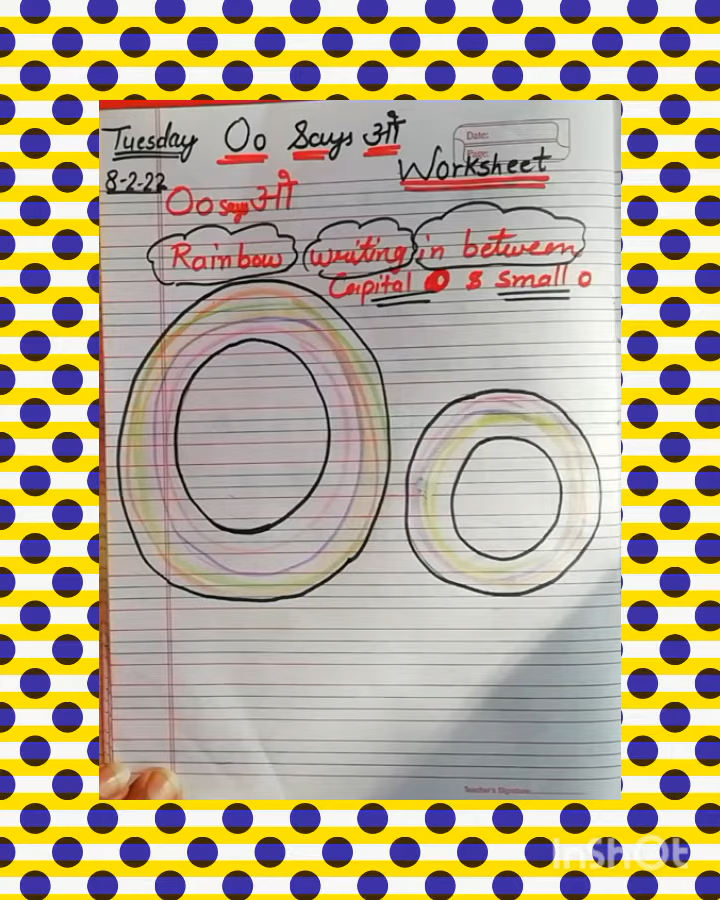 Tuesday Oo Says ओ
8-2-22
Date:
Page:
Worksheet
Oo says ओ
Rainbow writing in between
Capital O & Small o
Teacher's Signature
InShOt